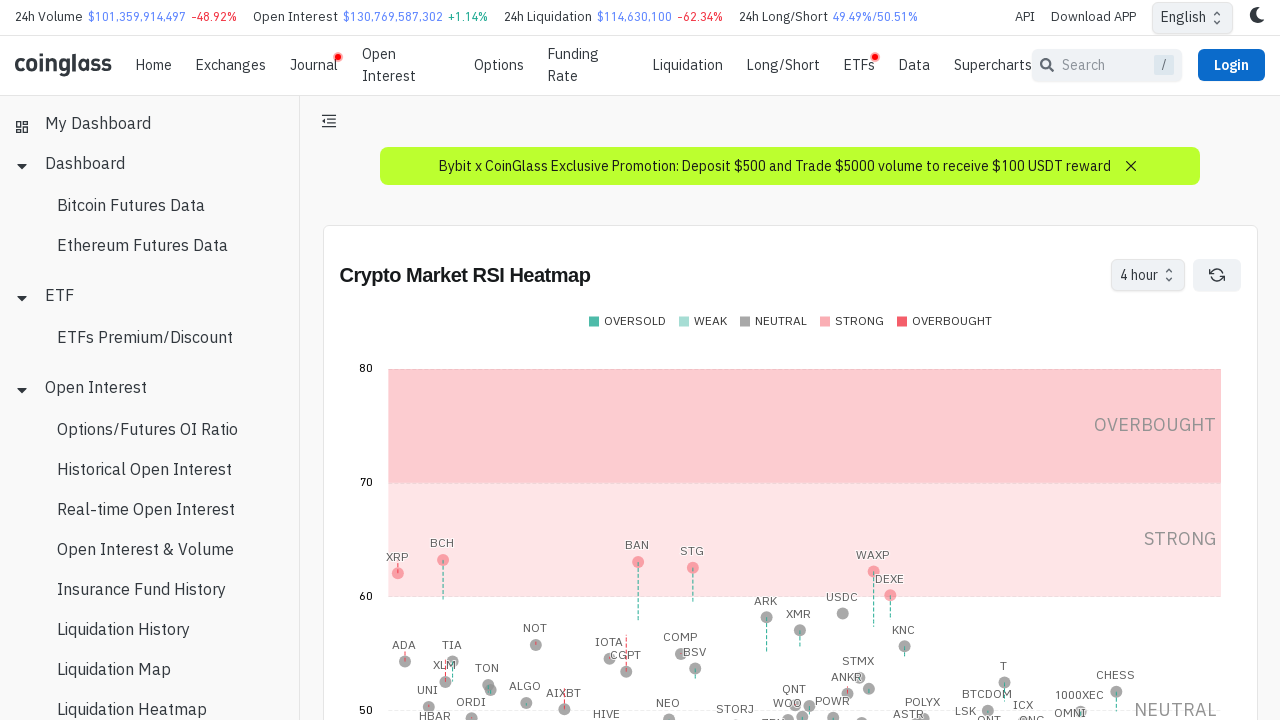 24h Volume $101,359,914,497 -48.92% Open Interest $130,769,587,302 +1.14% 24h Liquidation $114,630,100 -62.34% 24h Long/Short 49.49%/50.51% API Download APP English
coinglass Home Exchanges Journal Open Interest Options Funding Rate Liquidation Long/Short ETFs Data Supercharts Search / Login
My Dashboard
Dashboard
Bitcoin Futures Data
Ethereum Futures Data
ETF
ETFs Premium/Discount
Open Interest
Options/Futures OI Ratio
Historical Open Interest
Real-time Open Interest
Open Interest & Volume
Insurance Fund History
Liquidation History
Liquidation Map
Liquidation Heatmap
Bybit x CoinGlass Exclusive Promotion: Deposit $500 and Trade $5000 volume to receive $100 USDT reward
Crypto Market RSI Heatmap 4 hour
OVERSOLD WEAK NEUTRAL STRONG OVERBOUGHT
80
OVERBOUGHT
70
STRONG
BCH BAN STG WAXP
XRP DEXE
60 ARK USDC
XMR
NOT KNC
ADA TIA IOTA COMP
CGPT BSV STMX
XLM TON T
ANKR CHESS
UNI ALGO AIXBT QNT BTCDOM 1000XEC
ORDI NEO WOO POWR POLYX ICX
50 HBAR HIVE STORJ ASTR LSK OMNI NEUTRAL